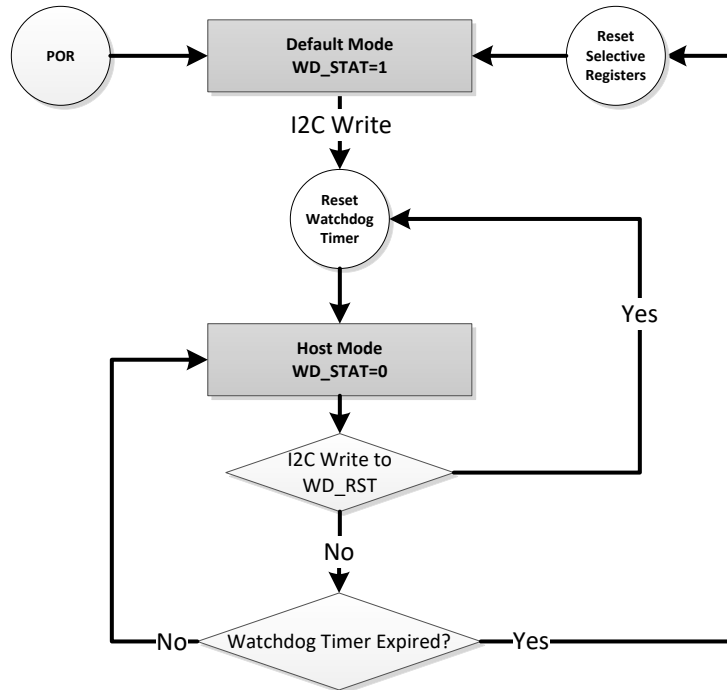 POR
Default Mode
WD_STAT=1
Reset
Selective
Registers
I2C Write
Reset
Watchdog
Timer
Yes
Host Mode
WD_STAT=0
I2C Write to
WD_RST
No
No
Watchdog Timer Expired?
Yes